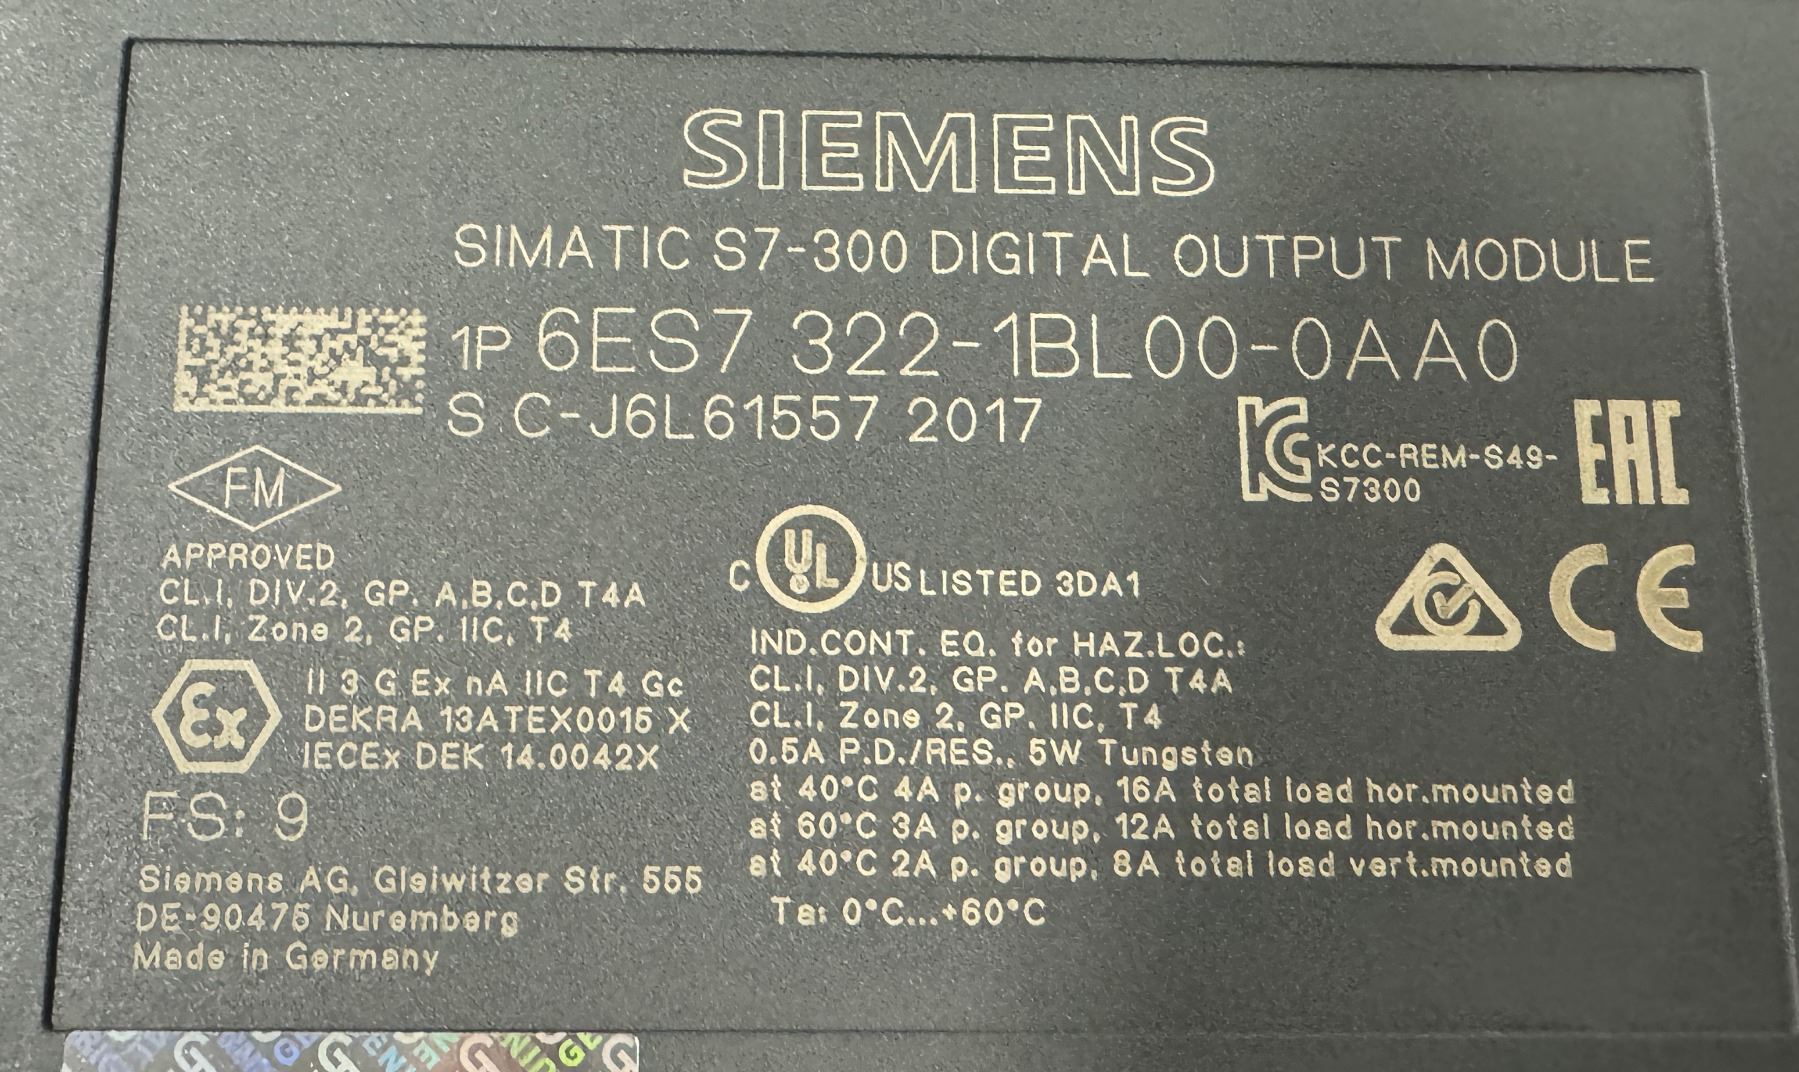 SIEMENS
SIMATIC S7-300 DIGITAL OUTPUT MODULE
1P 6ES7 322-1BL00-0AA0
S C-J6L61557 2017
KCC-REM-S49-
S7300
EAC
FM
APPROVED
CL.I, DIV.2, GP. A,B,C,D T4A
CL.I, Zone 2, GP. IIC, T4
Ex
II 3 G Ex nA IIC T4 Gc
DEKRA 13ATEX0015 X
IECEx DEK 14.0042X
FS: 9
Siemens AG, Gleiwitzer Str. 555
DE-90475 Nuremberg
Made in Germany
C UL US LISTED 3DA1
IND.CONT. EQ. for HAZ.LOC.:
CL.I, DIV.2, GP. A,B,C,D T4A
CL.I, Zone 2, GP. IIC, T4
0.5A P.D./RES., 5W Tungsten
at 40°C 4A p. group, 16A total load hor.mounted
at 60°C 3A p. group, 12A total load hor.mounted
at 40°C 2A p. group, 8A total load vert.mounted
Ta: 0°C...+60°C
CE